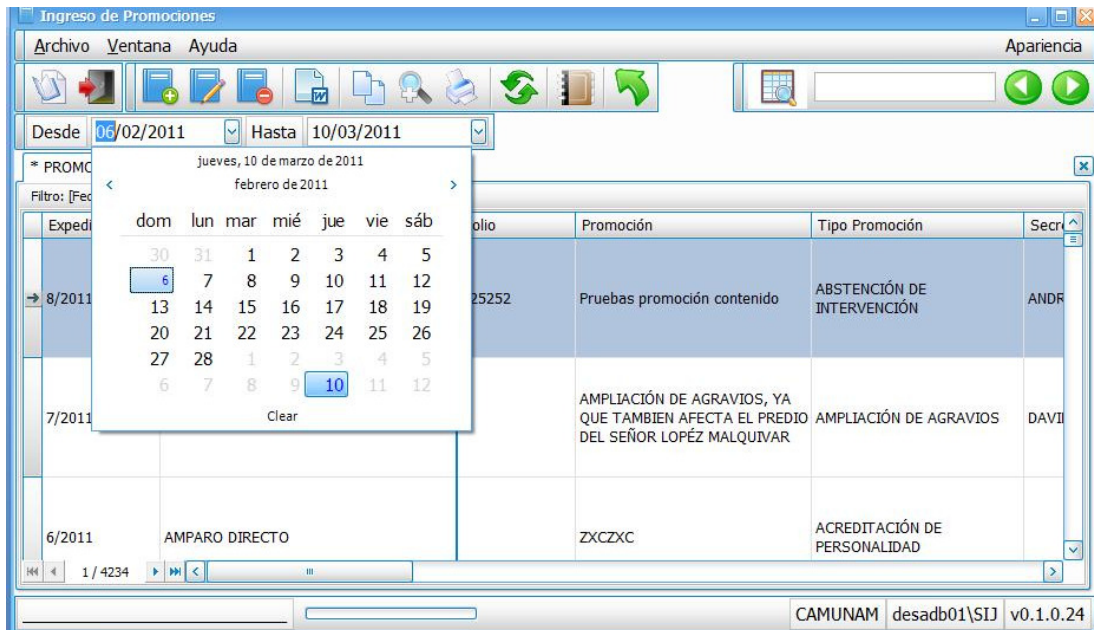 Ingreso de Promociones
Archivo Ventana Ayuda Apariencia
Desde 06/02/2011 Hasta 10/03/2011
* PROMO
jueves, 10 de marzo de 2011
febrero de 2011
Filtro: [Fec
dom lun mar mié jue vie sáb
30 31 1 2 3 4 5
6 7 8 9 10 11 12
13 14 15 16 17 18 19
20 21 22 23 24 25 26
27 28 1 2 3 4 5
6 7 8 9 10 11 12
Clear
Expedi olio Promoción Tipo Promoción Secre
8/2011 25252 Pruebas promoción contenido ABSTENCIÓN DE
INTERVENCIÓN ANDR
7/2011 AMPLIACIÓN DE AGRAVIOS, YA
QUE TAMBIEN AFECTA EL PREDIO
DEL SEÑOR LOPÉZ MALQUIVAR AMPLIACIÓN DE AGRAVIOS DAVI
6/2011 AMPARO DIRECTO ZXCZXC ACREDITACIÓN DE
PERSONALIDAD
1 / 4234
CAMUNAM desadb01\SIJ v0.1.0.24